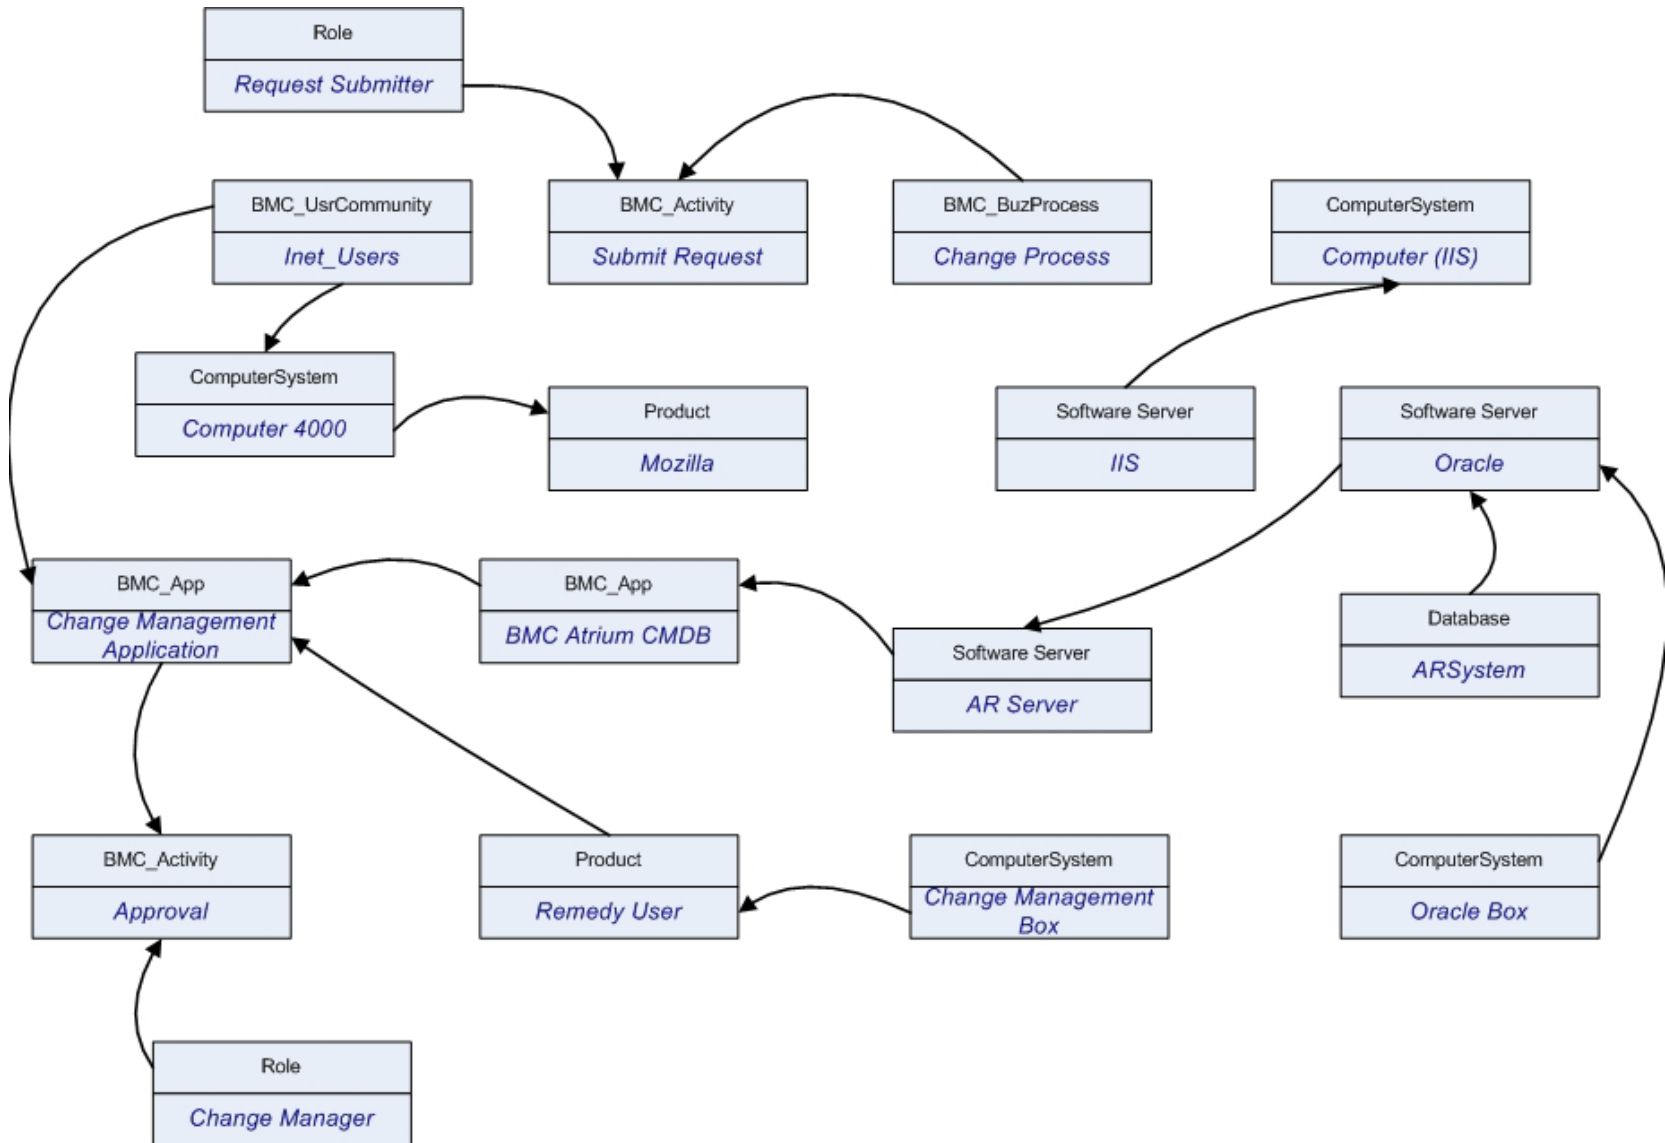 Role
Request Submitter
BMC_UsrCommunity
Inet_Users
BMC_Activity
Submit Request
BMC_BuzProcess
Change Process
ComputerSystem
Computer (IIS)
ComputerSystem
Computer 4000
Product
Mozilla
Software Server
IIS
Software Server
Oracle
BMC_App
Change Management
Application
BMC_App
BMC Atrium CMDB
Software Server
AR Server
Database
ARSystem
BMC_Activity
Approval
Product
Remedy User
ComputerSystem
Change Management
Box
ComputerSystem
Oracle Box
Role
Change Manager